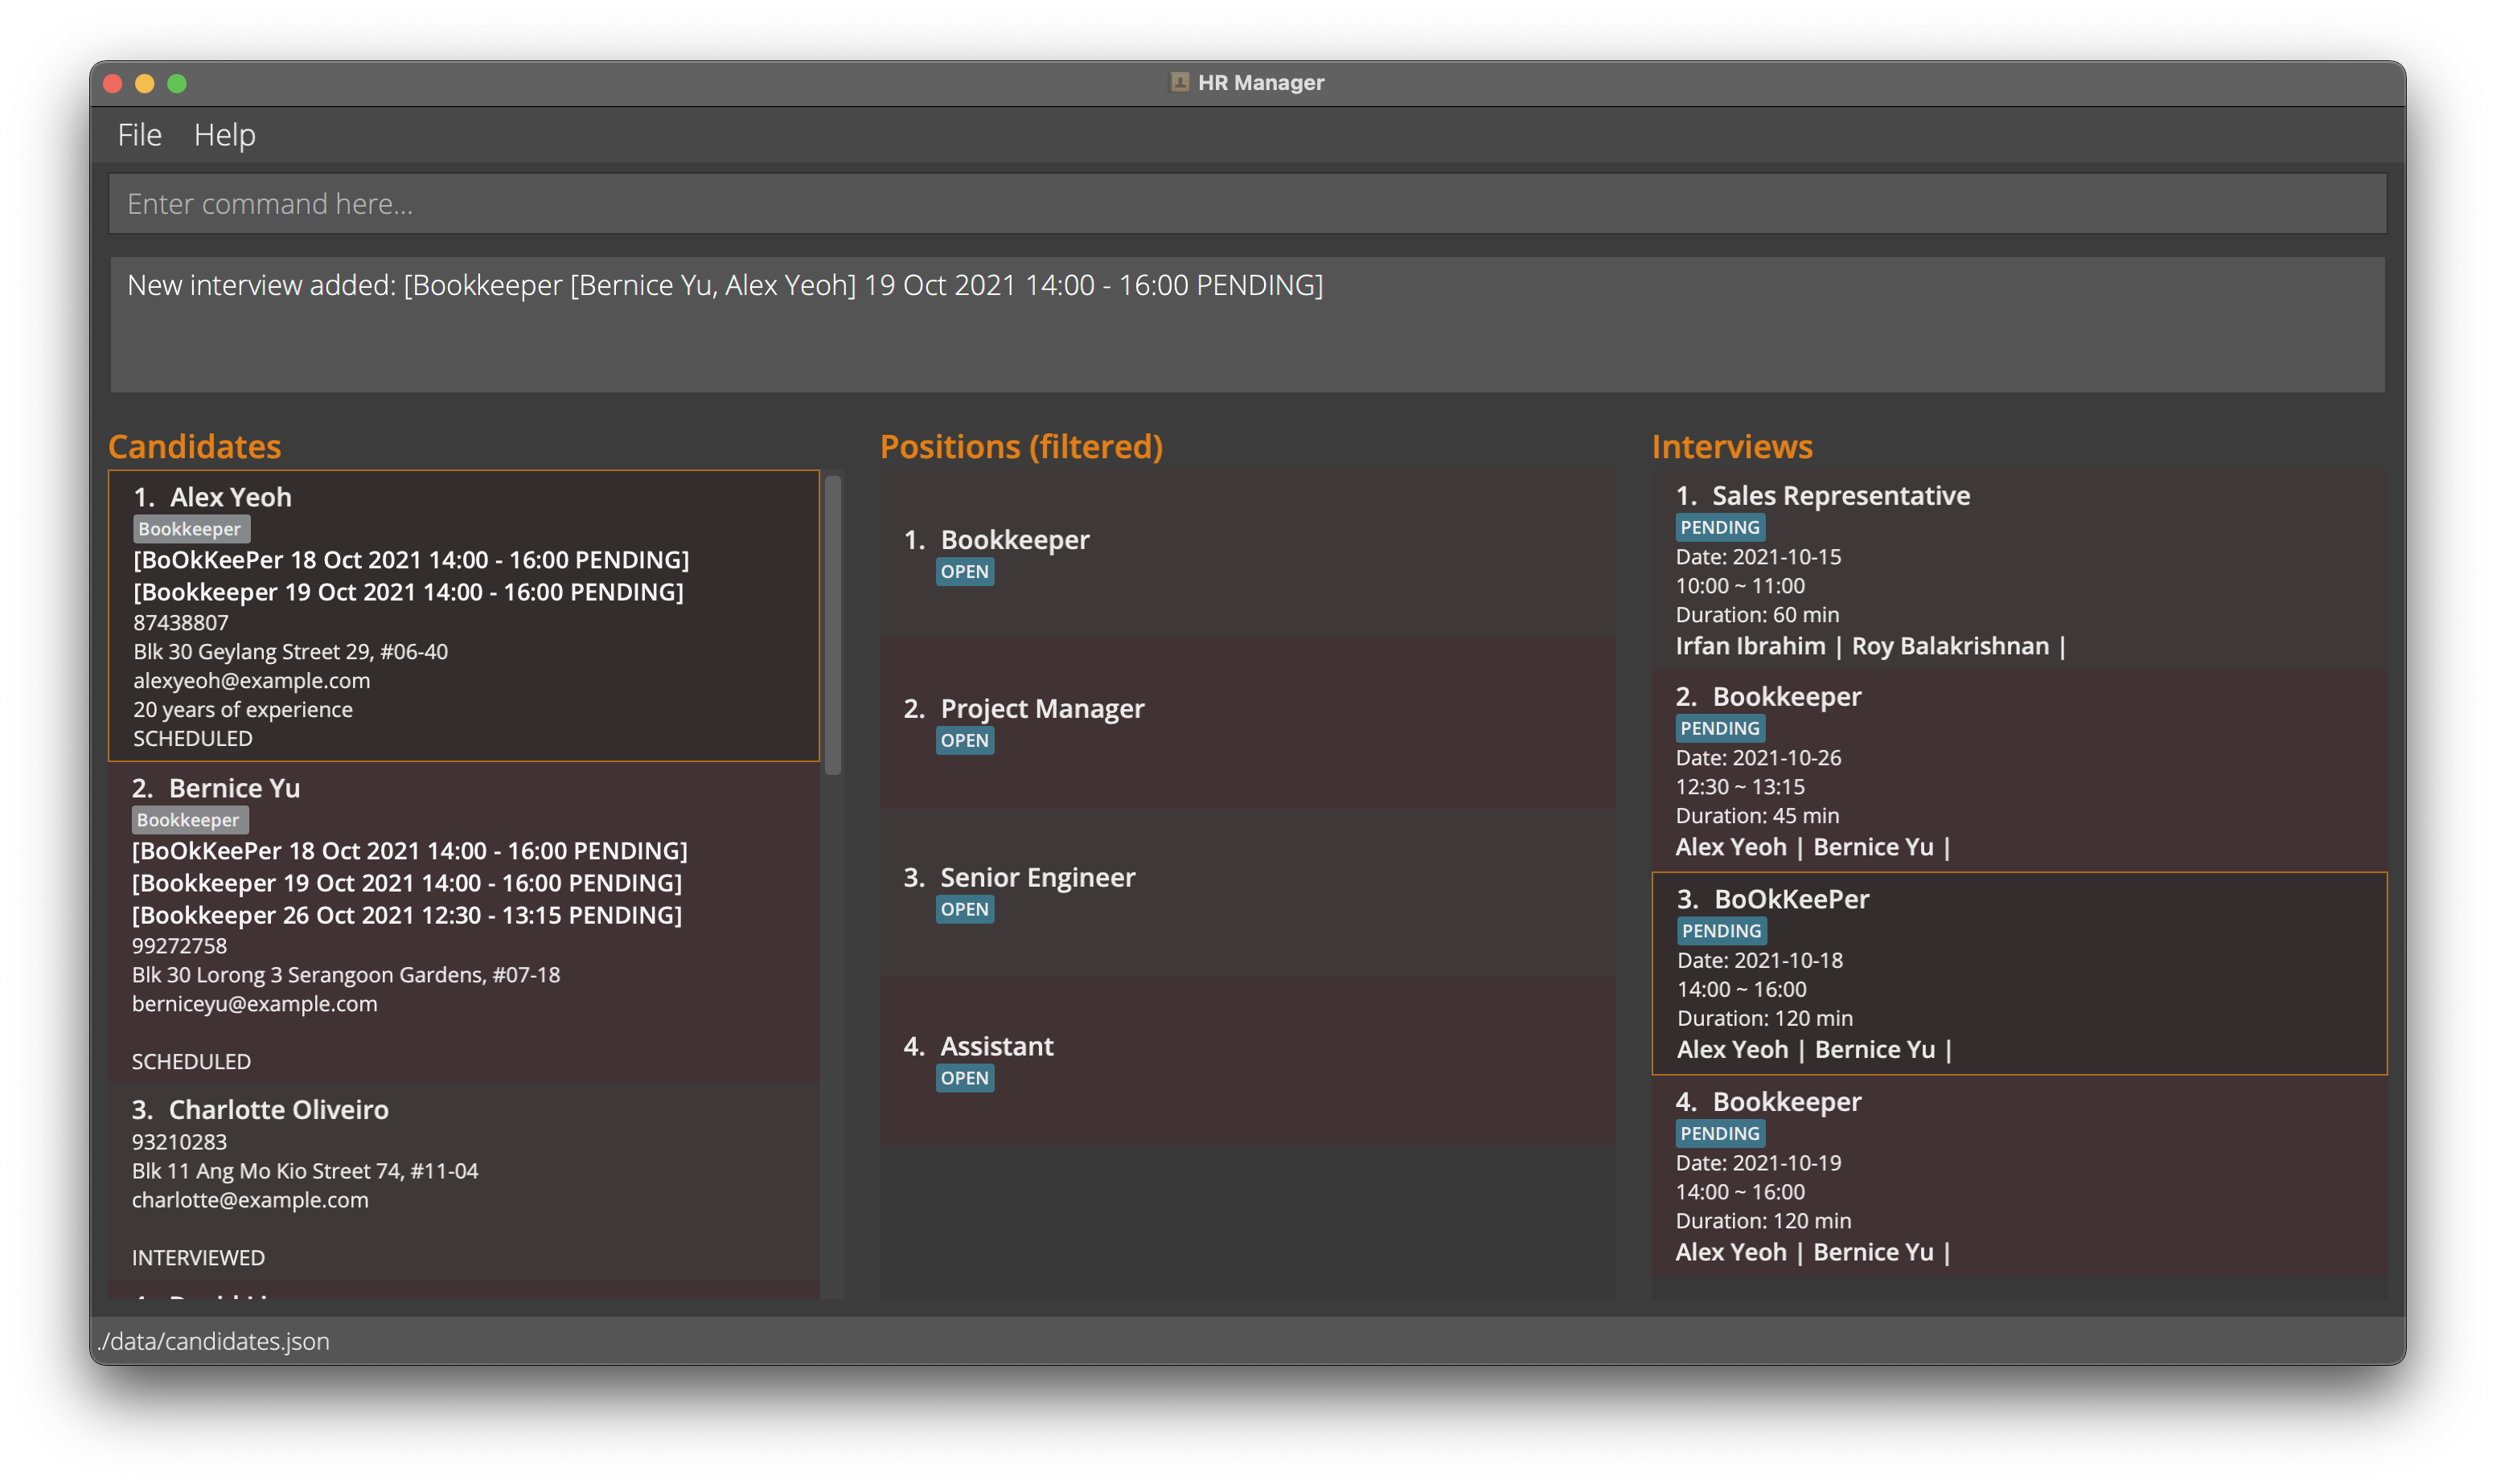 HR Manager
File Help
Enter command here...
New interview added: [Bookkeeper [Bernice Yu, Alex Yeoh] 19 Oct 2021 14:00 - 16:00 PENDING]
Candidates
1. Alex Yeoh
Bookkeeper
[BoOkKeePer 18 Oct 2021 14:00 - 16:00 PENDING]
[Bookkeeper 19 Oct 2021 14:00 - 16:00 PENDING]
87438807
Blk 30 Geylang Street 29, #06-40
alexyeoh@example.com
20 years of experience
SCHEDULED
2. Bernice Yu
Bookkeeper
[BoOkKeePer 18 Oct 2021 14:00 - 16:00 PENDING]
[Bookkeeper 19 Oct 2021 14:00 - 16:00 PENDING]
[Bookkeeper 26 Oct 2021 12:30 - 13:15 PENDING]
99272758
Blk 30 Lorong 3 Serangoon Gardens, #07-18
berniceyu@example.com
SCHEDULED
3. Charlotte Oliveiro
93210283
Blk 11 Ang Mo Kio Street 74, #11-04
charlotte@example.com
INTERVIEWED
Positions (filtered)
1. Bookkeeper
OPEN
2. Project Manager
OPEN
3. Senior Engineer
OPEN
4. Assistant
OPEN
Interviews
1. Sales Representative
PENDING
Date: 2021-10-15
10:00 ~ 11:00
Duration: 60 min
Irfan Ibrahim | Roy Balakrishnan |
2. Bookkeeper
PENDING
Date: 2021-10-26
12:30 ~ 13:15
Duration: 45 min
Alex Yeoh | Bernice Yu |
3. BoOkKeePer
PENDING
Date: 2021-10-18
14:00 ~ 16:00
Duration: 120 min
Alex Yeoh | Bernice Yu |
4. Bookkeeper
PENDING
Date: 2021-10-19
14:00 ~ 16:00
Duration: 120 min
Alex Yeoh | Bernice Yu |
./data/candidates.json